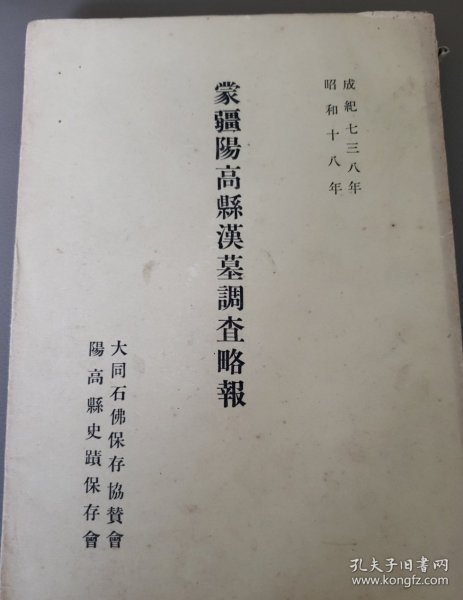 成紀七三八年
昭和十八年
蒙疆陽高縣漢墓調查略報
大同石佛保存協贊會
陽高縣史蹟保存會
孔夫子旧书网
www.kongfz.com